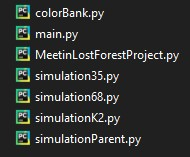 colorBank.py
main.py
MeetinLostForestProject.py
simulation35.py
simulation68.py
simulationK2.py
simulationParent.py